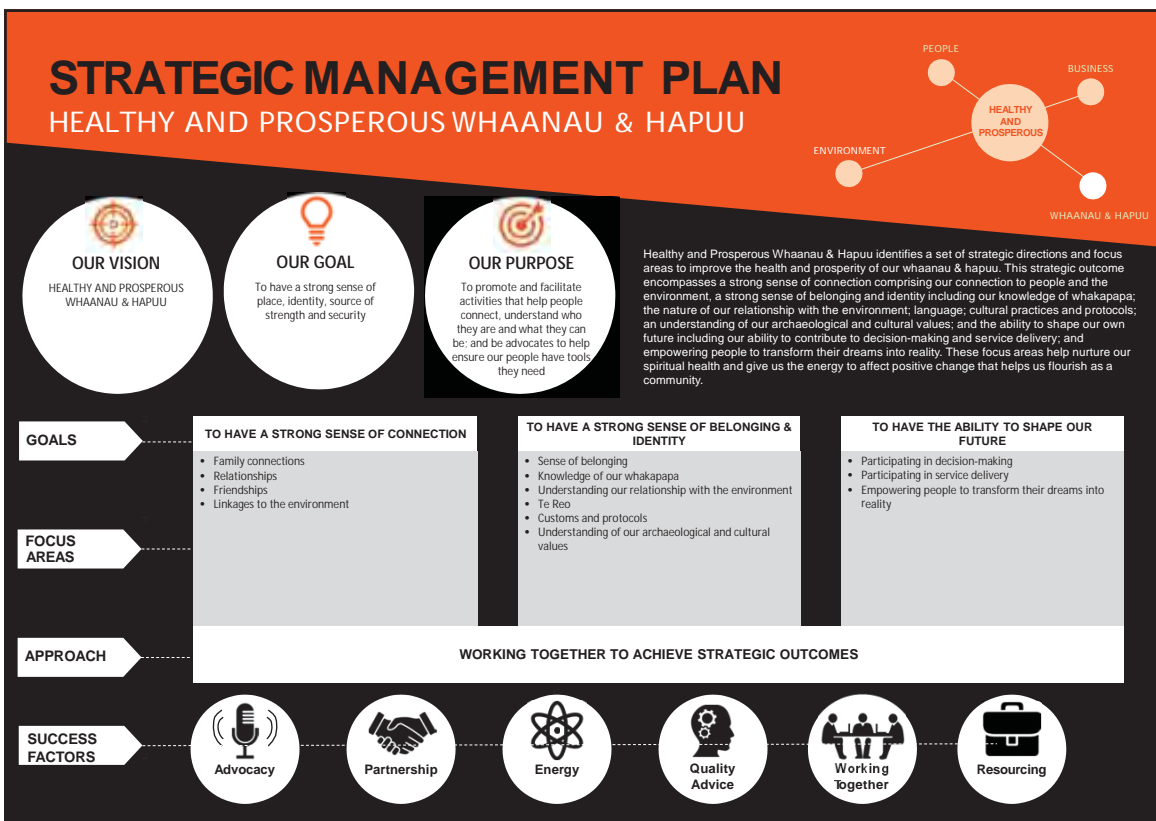 STRATEGIC MANAGEMENT PLAN
HEALTHY AND PROSPEROUS WHAANAU & HAPUU
PEOPLE
BUSINESS
HEALTHY
AND
PROSPEROUS
ENVIRONMENT
WHAANAU & HAPUU
OUR VISION
HEALTHY AND PROSPEROUS
WHAANAU & HAPUU
OUR GOAL
To have a strong sense of
place, identity, source of
strength and security
OUR PURPOSE
To promote and facilitate
activities that help people
connect, understand who
they are and what they can
be; and be advocates to help
ensure our people have tools
they need
Healthy and Prosperous Whaanau & Hapuu identifies a set of strategic directions and focus
areas to improve the health and prosperity of our whaanau & hapuu. This strategic outcome
encompasses a strong sense of connection comprising our connection to people and the
environment, a strong sense of belonging and identity including our knowledge of whakapapa;
the nature of our relationship with the environment; language; cultural practices and protocols;
an understanding of our archaeological and cultural values; and the ability to shape our own
future including our ability to contribute to decision-making and service delivery; and
empowering people to transform their dreams into reality. These focus areas help nurture our
spiritual health and give us the energy to affect positive change that helps us flourish as a
community.
GOALS
TO HAVE A STRONG SENSE OF CONNECTION
TO HAVE A STRONG SENSE OF BELONGING &
IDENTITY
TO HAVE THE ABILITY TO SHAPE OUR
FUTURE
FOCUS
AREAS
• Family connections
• Relationships
• Friendships
• Linkages to the environment
• Sense of belonging
• Knowledge of our whakapapa
• Understanding our relationship with the environment
• Te Reo
• Customs and protocols
• Understanding of our archaeological and cultural
values
• Participating in decision-making
• Participating in service delivery
• Empowering people to transform their dreams into
reality
APPROACH
WORKING TOGETHER TO ACHIEVE STRATEGIC OUTCOMES
SUCCESS
FACTORS
Advocacy
Partnership
Energy
Quality
Advice
Working
Together
Resourcing